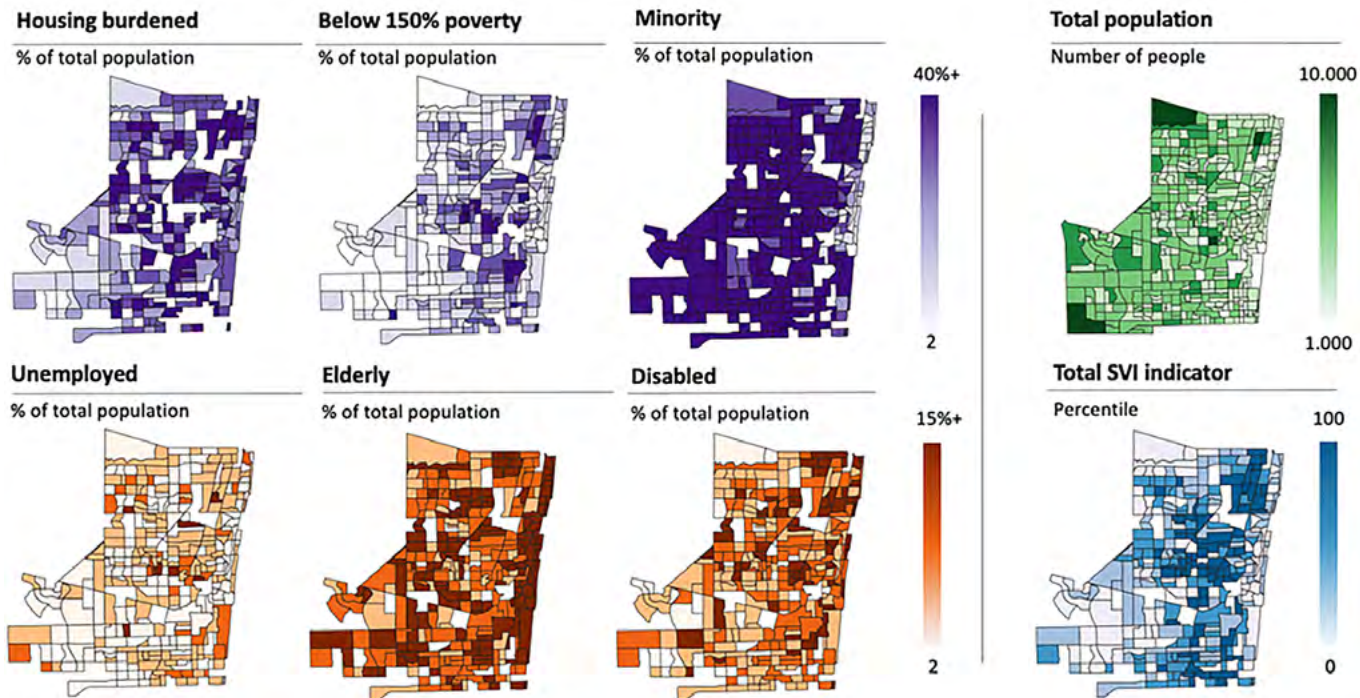 Housing burdened
% of total population
Below 150% poverty
% of total population
Minority
% of total population
40%+
2
Total population
Number of people
10.000
1.000
Unemployed
% of total population
Elderly
% of total population
Disabled
% of total population
15%+
2
Total SVI indicator
Percentile
100
0